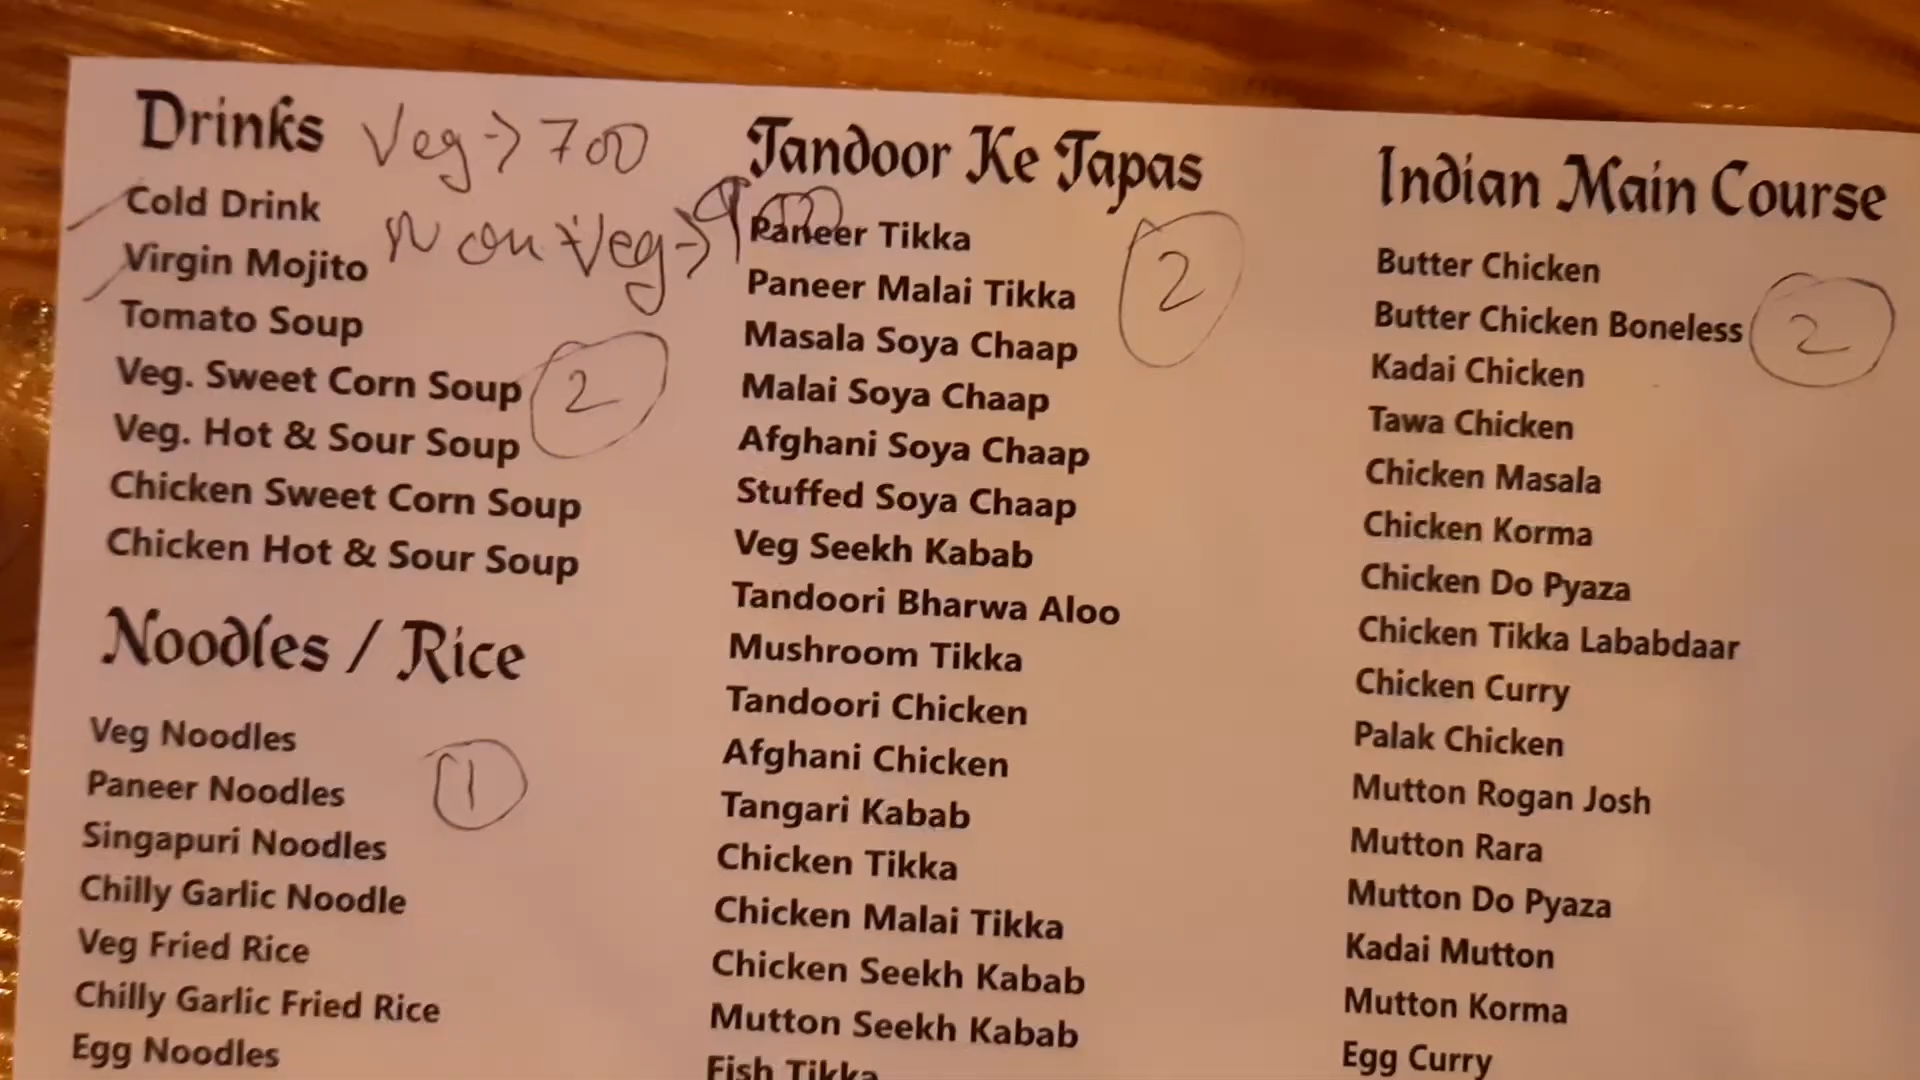 Drinks
Veg → 700
Non-Veg → 900
Cold Drink
Virgin Mojito
Tomato Soup
Veg. Sweet Corn Soup
2
Veg. Hot & Sour Soup
Chicken Sweet Corn Soup
Chicken Hot & Sour Soup
Noodles / Rice
Veg Noodles
1
Paneer Noodles
Singapuri Noodles
Chilly Garlic Noodle
Veg Fried Rice
Chilly Garlic Fried Rice
Egg Noodles
Tandoor Ke Tapas
Paneer Tikka
2
Paneer Malai Tikka
Masala Soya Chaap
Malai Soya Chaap
Afghani Soya Chaap
Stuffed Soya Chaap
Veg Seekh Kabab
Tandoori Bharwa Aloo
Mushroom Tikka
Tandoori Chicken
Afghani Chicken
Tangari Kabab
Chicken Tikka
Chicken Malai Tikka
Chicken Seekh Kabab
Mutton Seekh Kabab
Fish Tikka
Indian Main Course
Butter Chicken
Butter Chicken Boneless
2
Kadai Chicken
Tawa Chicken
Chicken Masala
Chicken Korma
Chicken Do Pyaza
Chicken Tikka Lababdaar
Chicken Curry
Palak Chicken
Mutton Rogan Josh
Mutton Rara
Mutton Do Pyaza
Kadai Mutton
Mutton Korma
Egg Curry